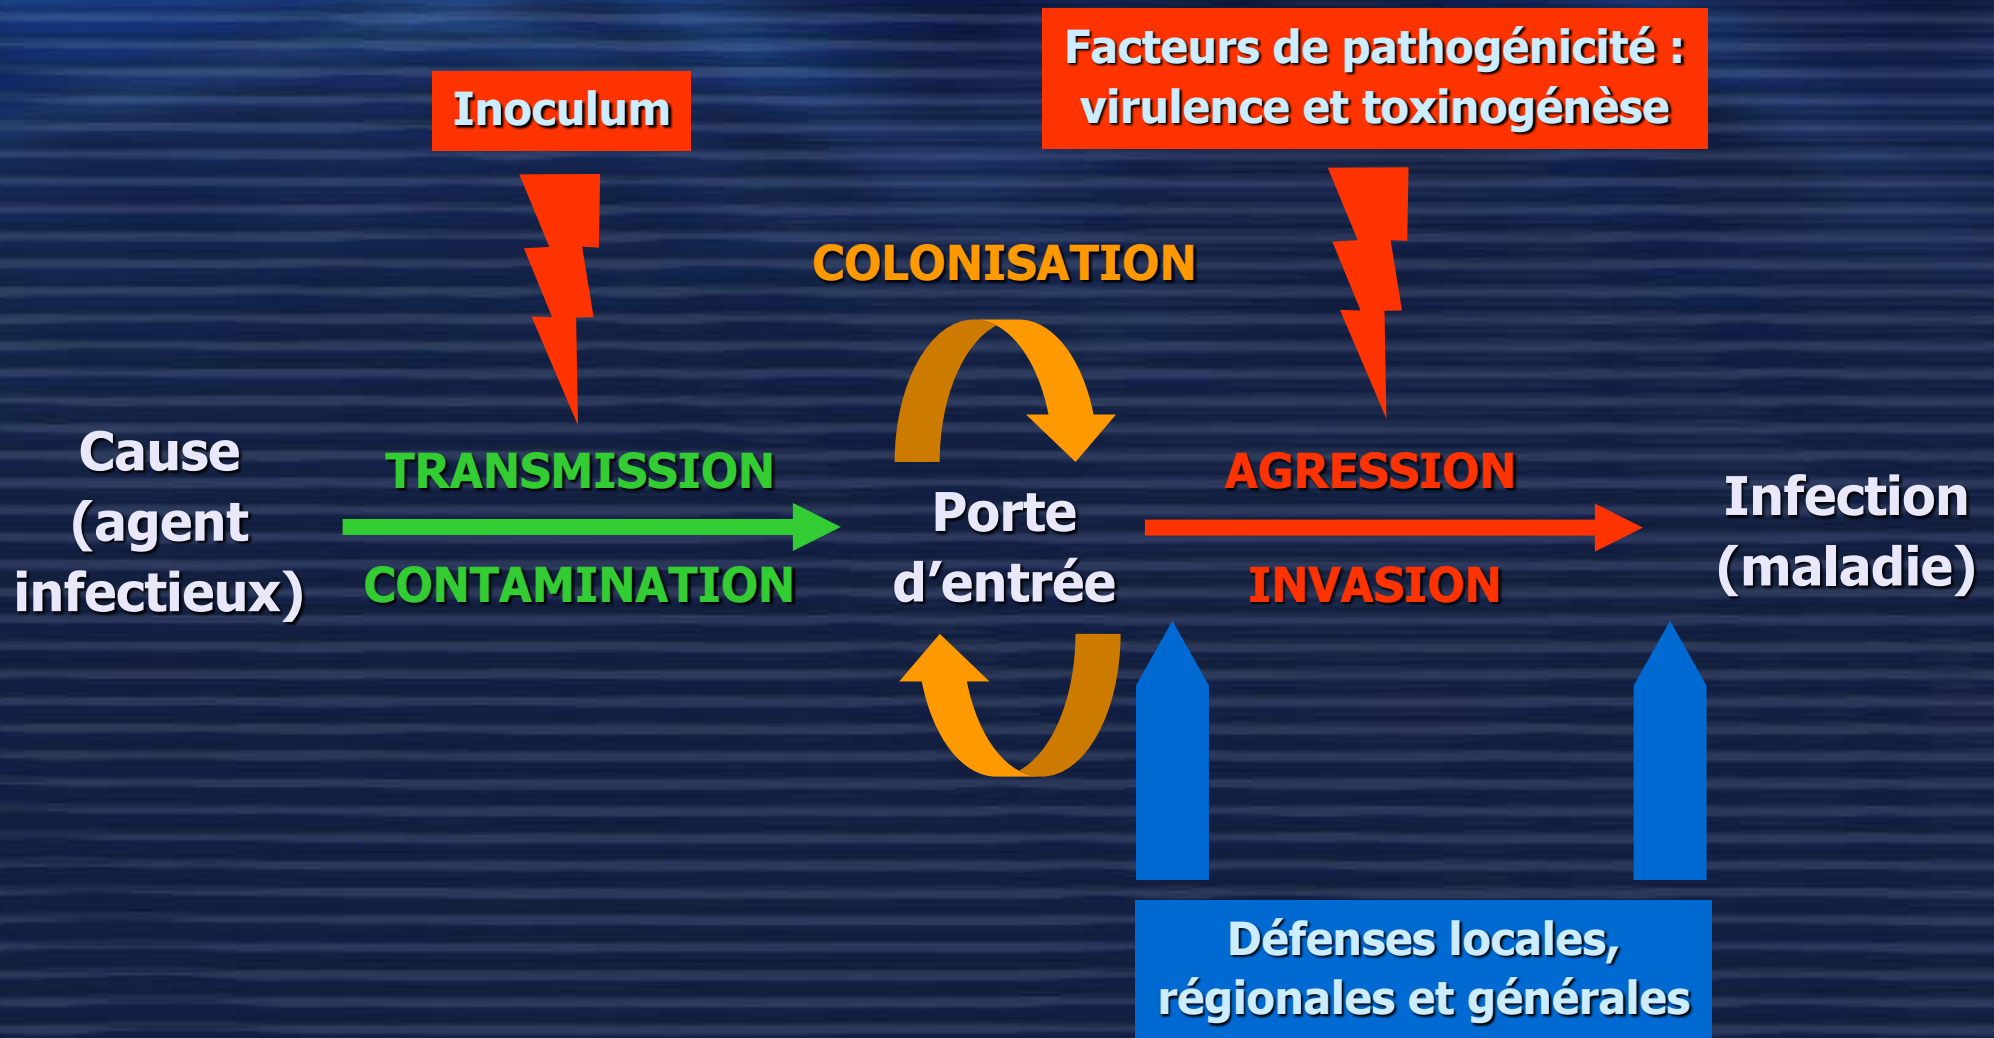 Facteurs de pathogénicité :
virulence et toxinogénèse
Inoculum
COLONISATION
Cause
(agent
infectieux)
TRANSMISSION
CONTAMINATION
Porte
d’entrée
AGRESSION
INVASION
Infection
(maladie)
Défenses locales,
régionales et générales